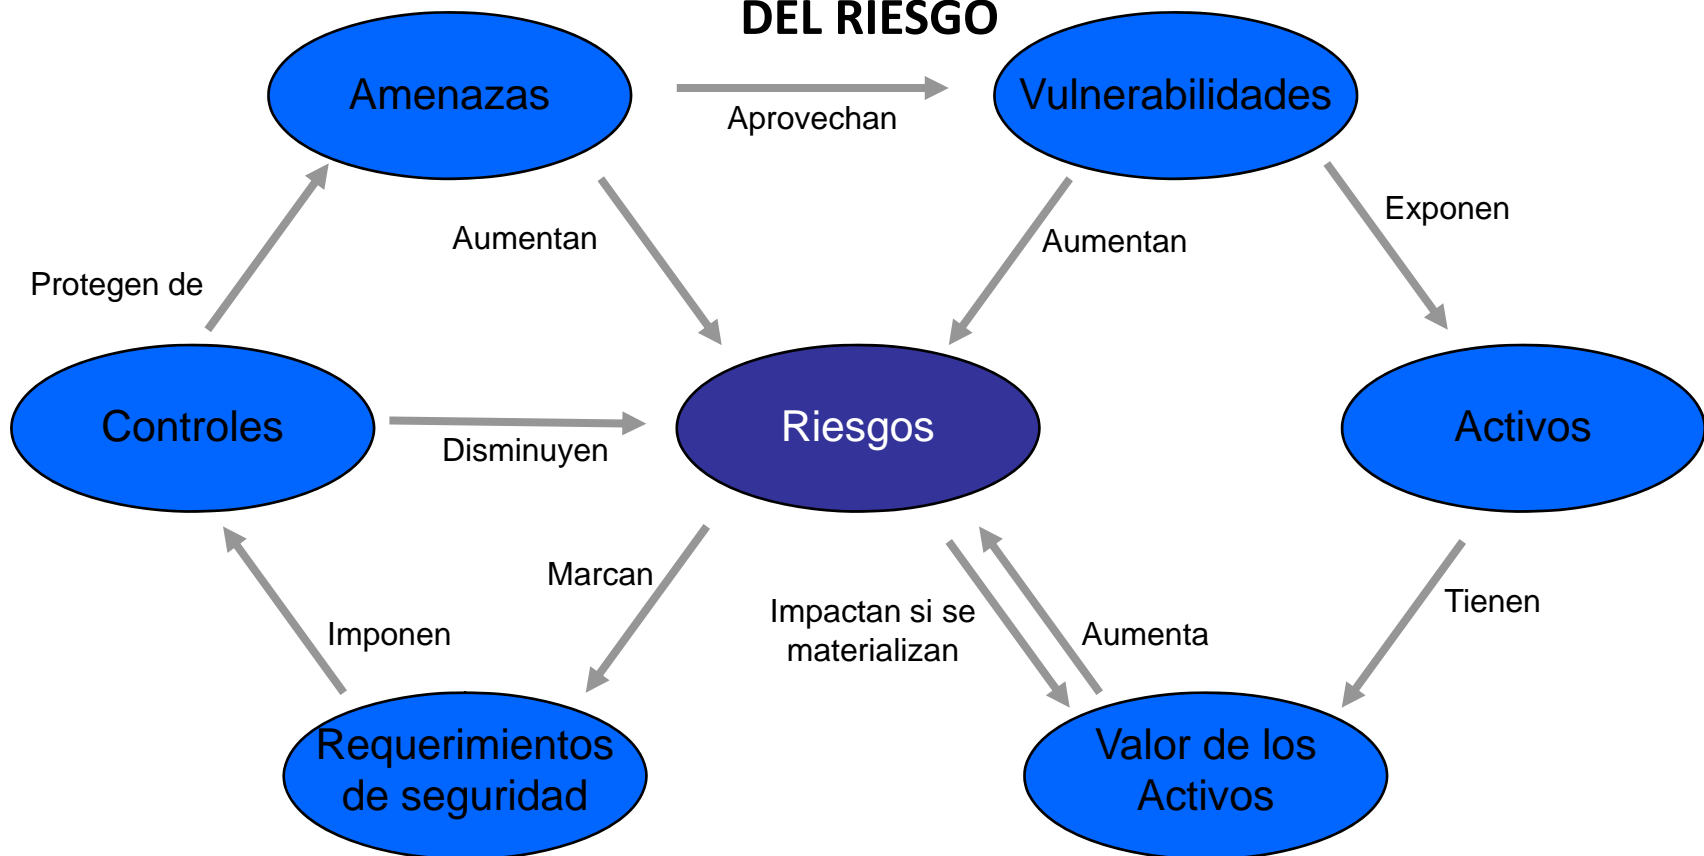 DEL RIESGO
Amenazas
Aprovechan
Vulnerabilidades
Exponen
Aumentan
Aumentan
Protegen de
Controles
Disminuyen
Riesgos
Activos
Marcan
Imponen
Impactan si se
materializan
Aumenta
Tienen
Requerimientos
de seguridad
Valor de los
Activos